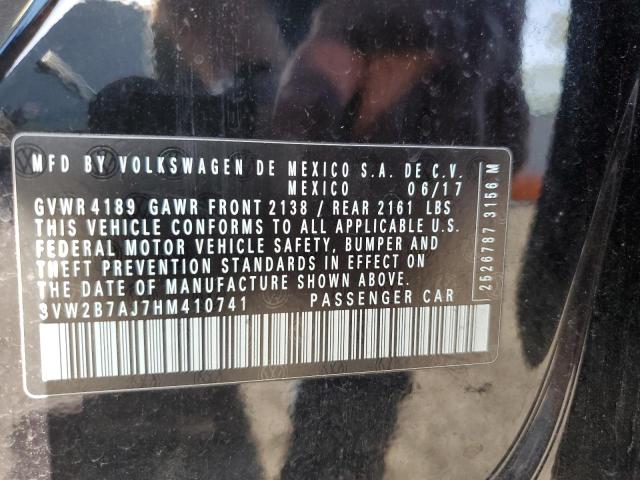 MFD BY VOLKSWAGEN DE MEXICO S.A. DE C.V.
MEXICO 06/17
GVWR 4189 GAWR FRONT 2138 / REAR 2161 LBS
THIS VEHICLE CONFORMS TO ALL APPLICABLE U.S.
FEDERAL MOTOR VEHICLE SAFETY, BUMPER AND
THEFT PREVENTION STANDARDS IN EFFECT ON
THE DATE OF MANUFACTURE SHOWN ABOVE.
3VW2B7AJ7HM410741 PASSENGER CAR
2526787 3156 M